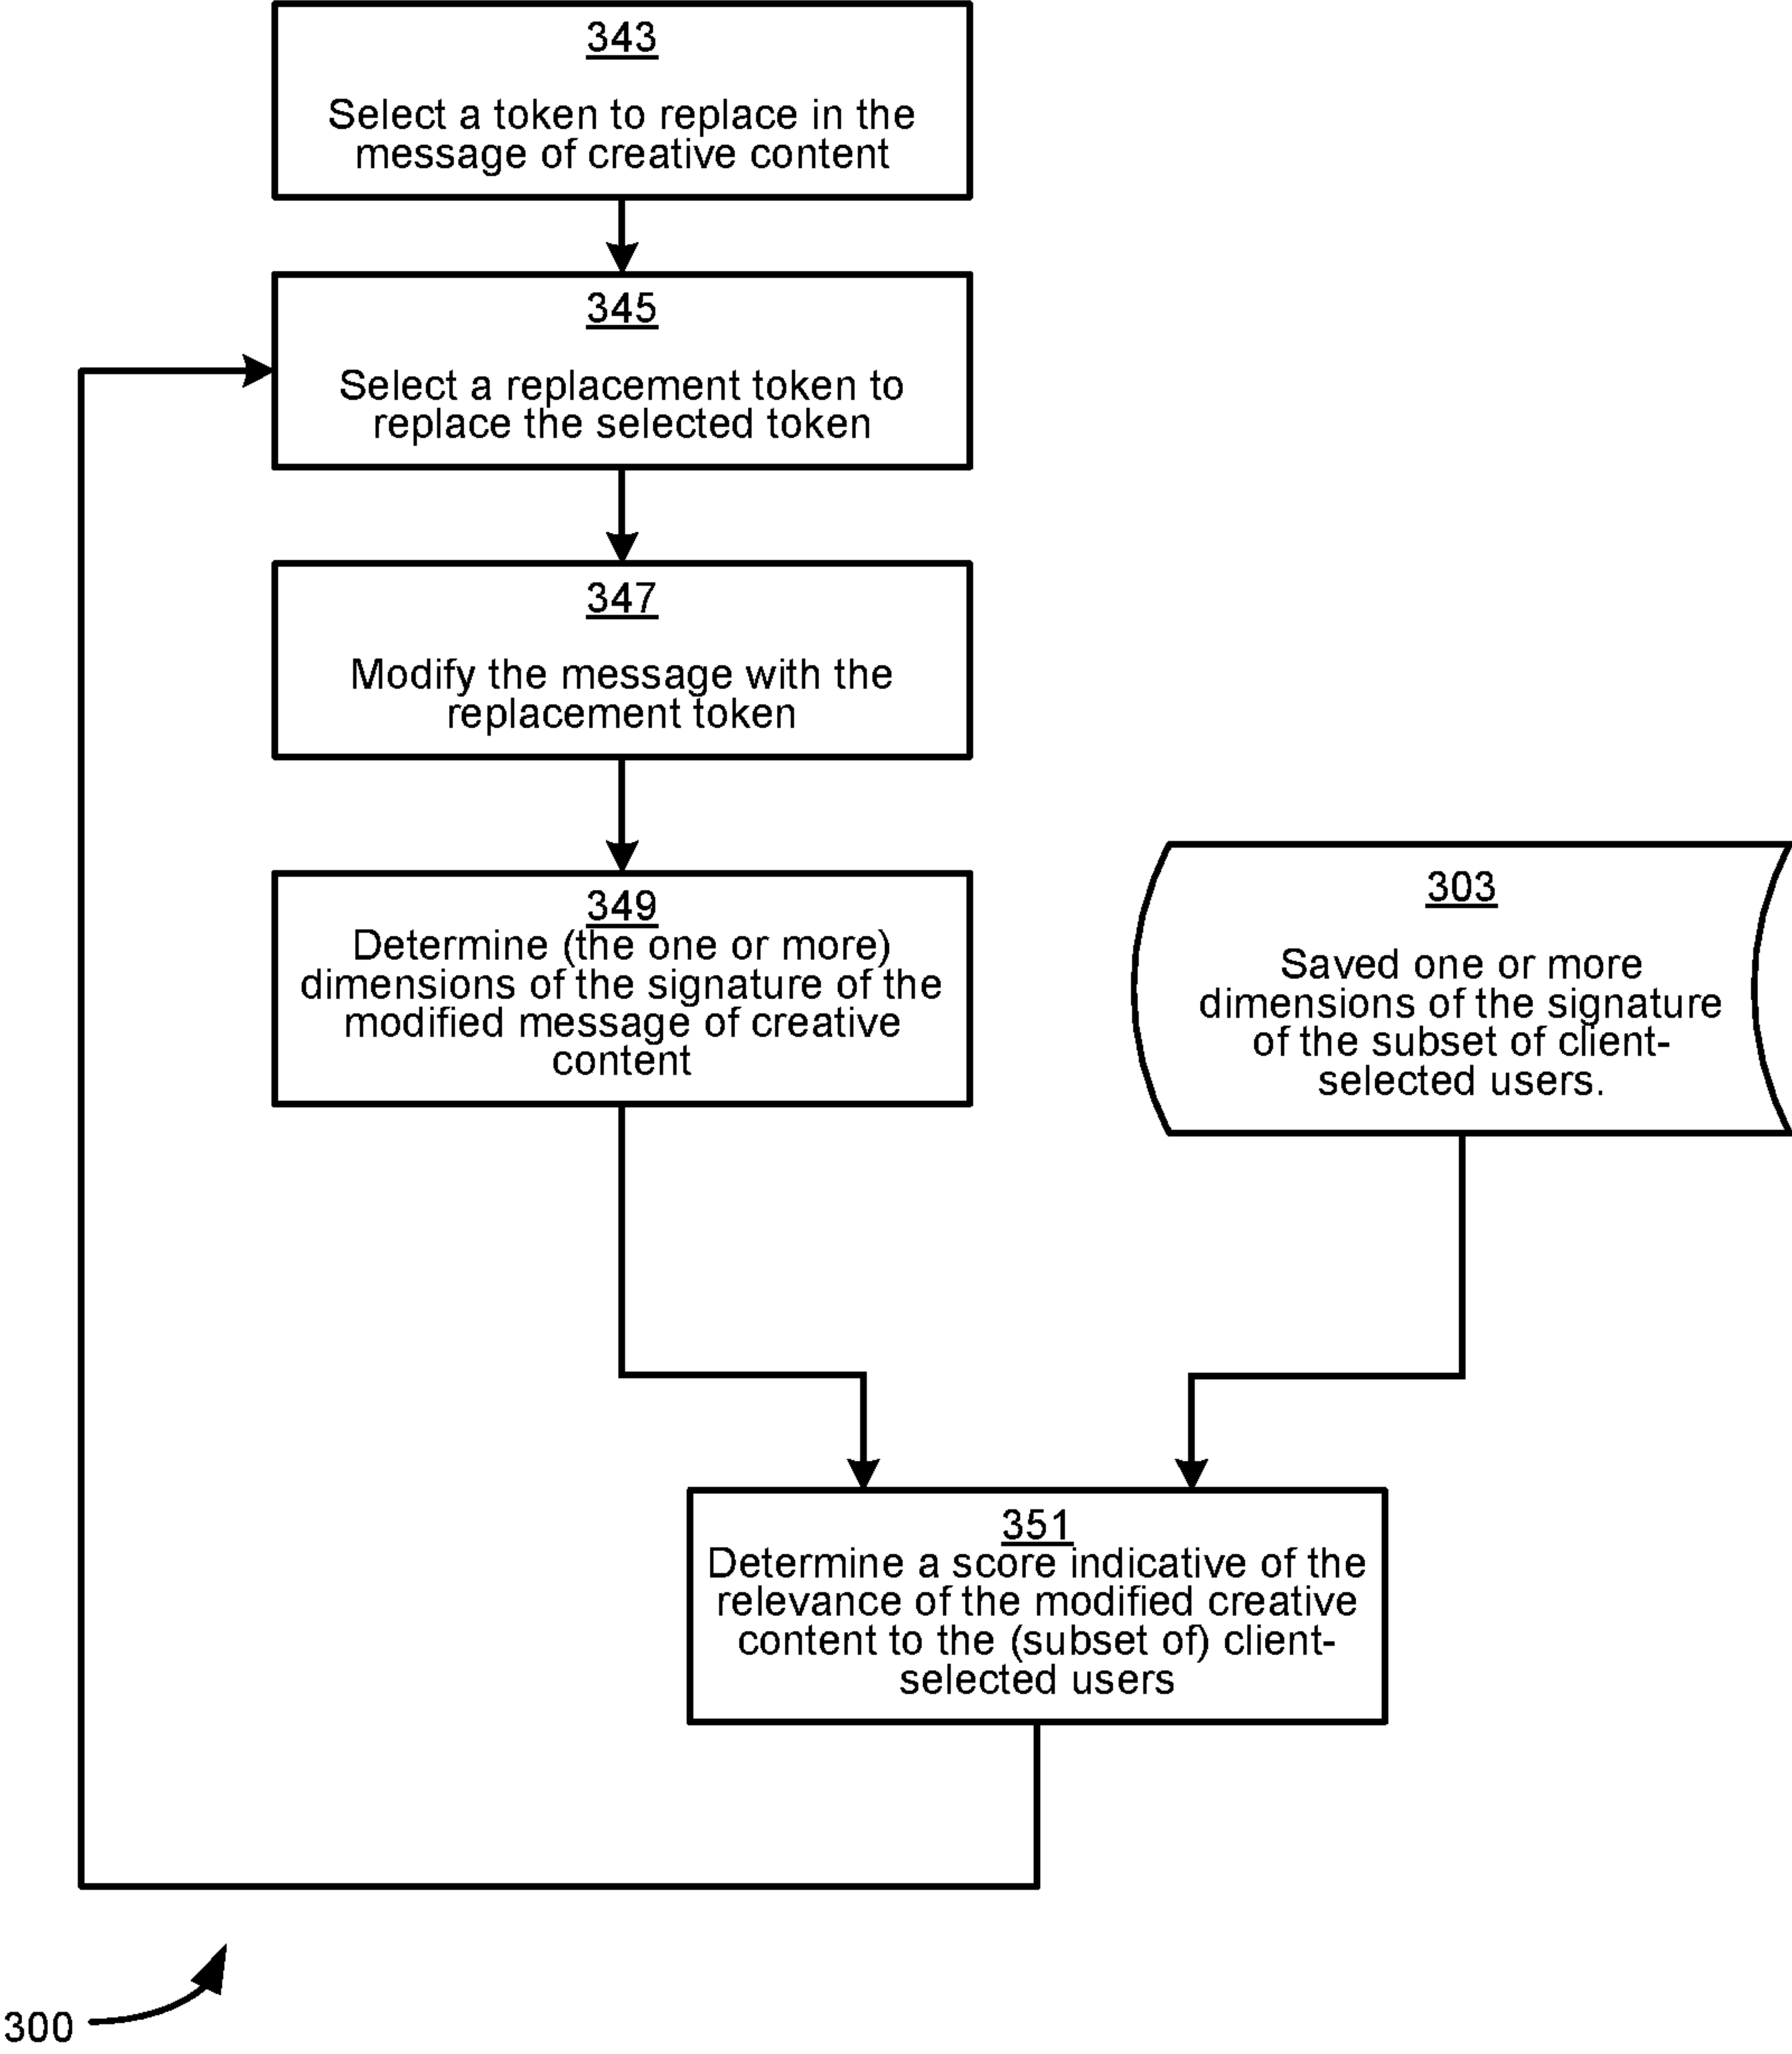 343
Select a token to replace in the
message of creative content
345
Select a replacement token to
replace the selected token
347
Modify the message with the
replacement token
349
Determine (the one or more)
dimensions of the signature of the
modified message of creative
content
303
Saved one or more
dimensions of the signature
of the subset of client-
selected users.
351
Determine a score indicative of the
relevance of the modified creative
content to the (subset of) client-
selected users
300